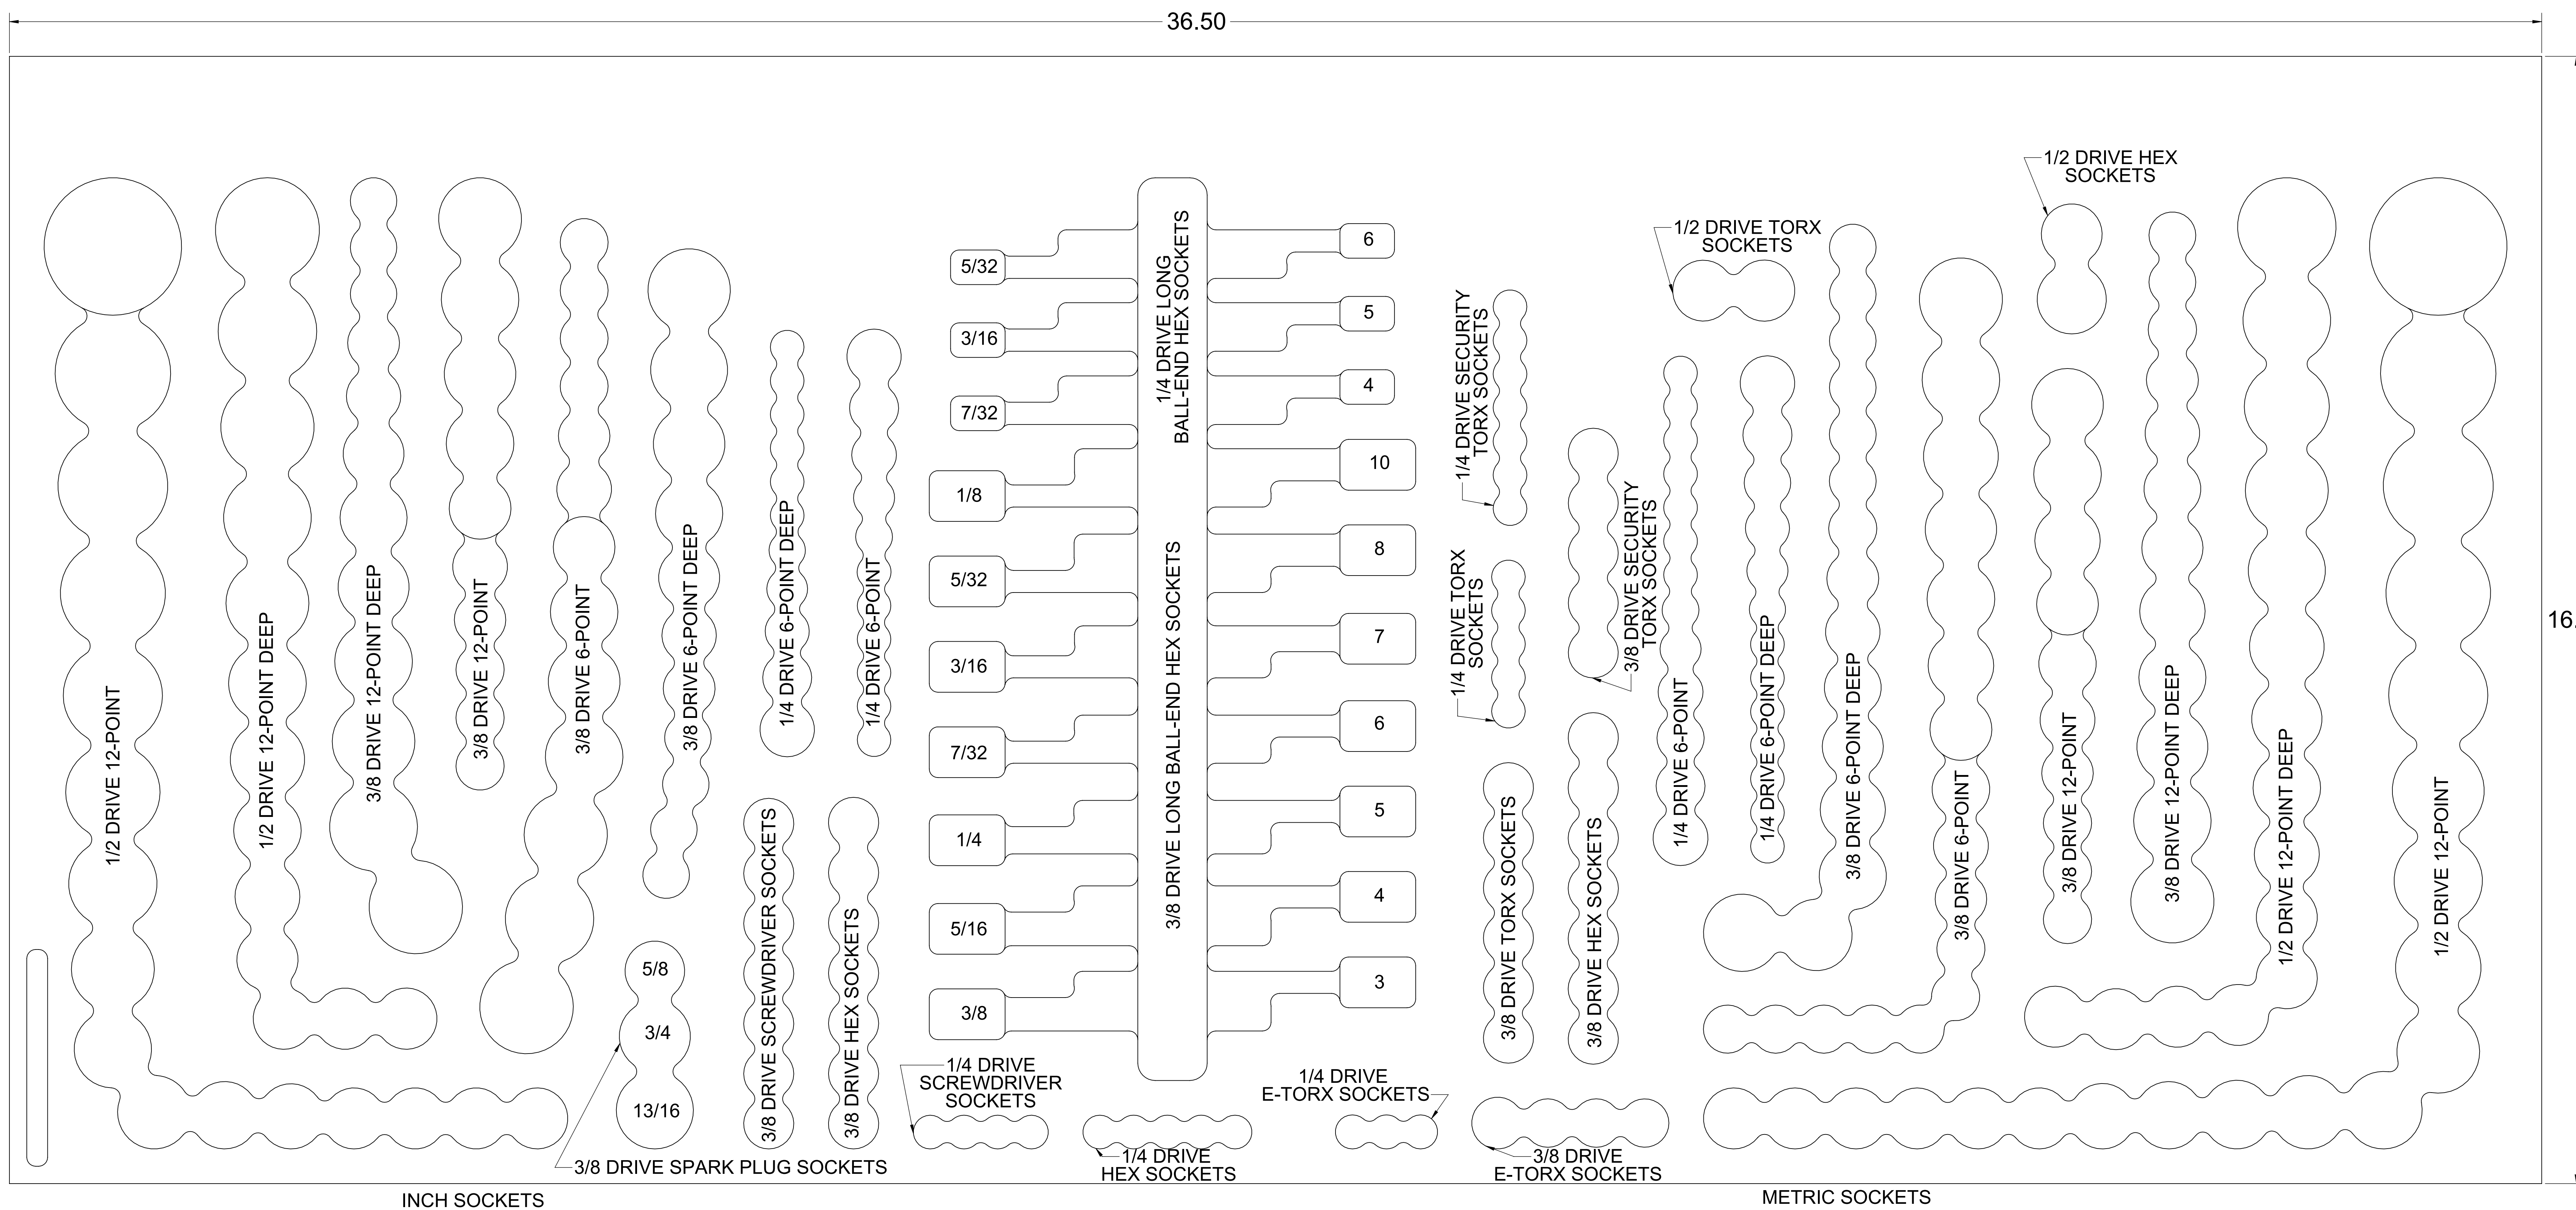 36.50
16.
1/2 DRIVE 12-POINT
1/2 DRIVE 12-POINT DEEP
3/8 DRIVE 12-POINT DEEP
3/8 DRIVE 12-POINT
3/8 DRIVE 6-POINT
3/8 DRIVE 6-POINT DEEP
1/4 DRIVE 6-POINT DEEP
1/4 DRIVE 6-POINT
5/8
3/4
13/16
3/8 DRIVE SPARK PLUG SOCKETS
3/8 DRIVE SCREWDRIVER SOCKETS
3/8 DRIVE HEX SOCKETS
5/32
3/16
7/32
1/8
5/32
3/16
7/32
1/4
5/16
3/8
1/4 DRIVE LONG
BALL-END HEX SOCKETS
3/8 DRIVE LONG BALL-END HEX SOCKETS
6
5
4
10
8
7
6
5
4
3
1/4 DRIVE
SCREWDRIVER
SOCKETS
1/4 DRIVE
HEX SOCKETS
1/4 DRIVE
E-TORX SOCKETS
3/8 DRIVE
E-TORX SOCKETS
1/4 DRIVE SECURITY
TORX SOCKETS
1/4 DRIVE TORX
SOCKETS
3/8 DRIVE SECURITY
TORX SOCKETS
3/8 DRIVE TORX SOCKETS
3/8 DRIVE HEX SOCKETS
1/2 DRIVE TORX
SOCKETS
1/4 DRIVE 6-POINT
1/4 DRIVE 6-POINT DEEP
3/8 DRIVE 6-POINT DEEP
3/8 DRIVE 6-POINT
1/2 DRIVE HEX
SOCKETS
3/8 DRIVE 12-POINT
3/8 DRIVE 12-POINT DEEP
1/2 DRIVE 12-POINT DEEP
1/2 DRIVE 12-POINT
INCH SOCKETS
METRIC SOCKETS